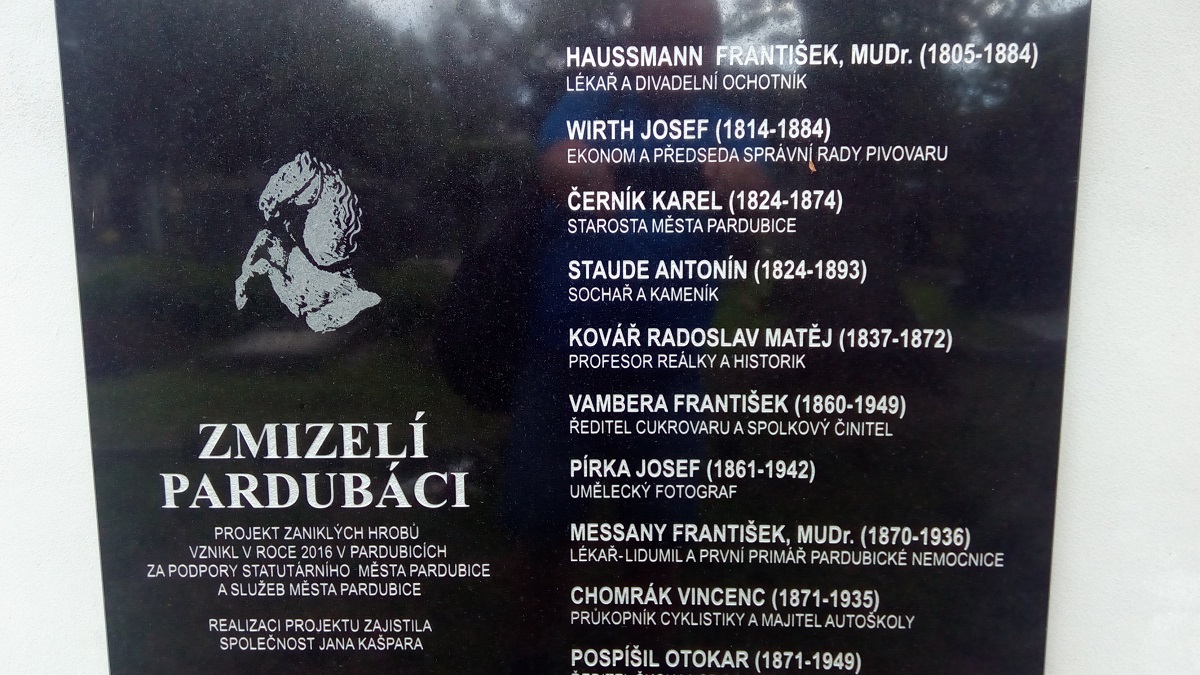 ZMIZELÍ
PARDUBÁCI
PROJEKT ZANIKLÝCH HROBŮ
VZNIKL V ROCE 2016 V PARDUBICÍCH
ZA PODPORY STATUTÁRNÍHO MĚSTA PARDUBICE
A SLUŽEB MĚSTA PARDUBICE
REALIZACI PROJEKTU ZAJISTILA
SPOLEČNOST JANA KAŠPARA
HAUSSMANN FRANTIŠEK, MUDr. (1805-1884)
LÉKAŘ A DIVADELNÍ OCHOTNÍK
WIRTH JOSEF (1814-1884)
EKONOM A PŘEDSEDA SPRÁVNÍ RADY PIVOVARU
ČERNÍK KAREL (1824-1874)
STAROSTA MĚSTA PARDUBICE
STAUDE ANTONÍN (1824-1893)
SOCHAŘ A KAMENÍK
KOVÁŘ RADOSLAV MATĚJ (1837-1872)
PROFESOR REÁLKY A HISTORIK
VAMBERA FRANTIŠEK (1860-1949)
ŘEDITEL CUKROVARU A SPOLKOVÝ ČINITEL
PÍRKA JOSEF (1861-1942)
UMĚLECKÝ FOTOGRAF
MESSANY FRANTIŠEK, MUDr. (1870-1936)
LÉKAŘ-LIDUMIL A PRVNÍ PRIMÁŘ PARDUBICKÉ NEMOCNICE
CHOMRÁK VINCENC (1871-1935)
PRŮKOPNÍK CYKLISTIKY A MAJITEL AUTOŠKOLY
POSPÍŠIL OTOKAR (1871-1949)